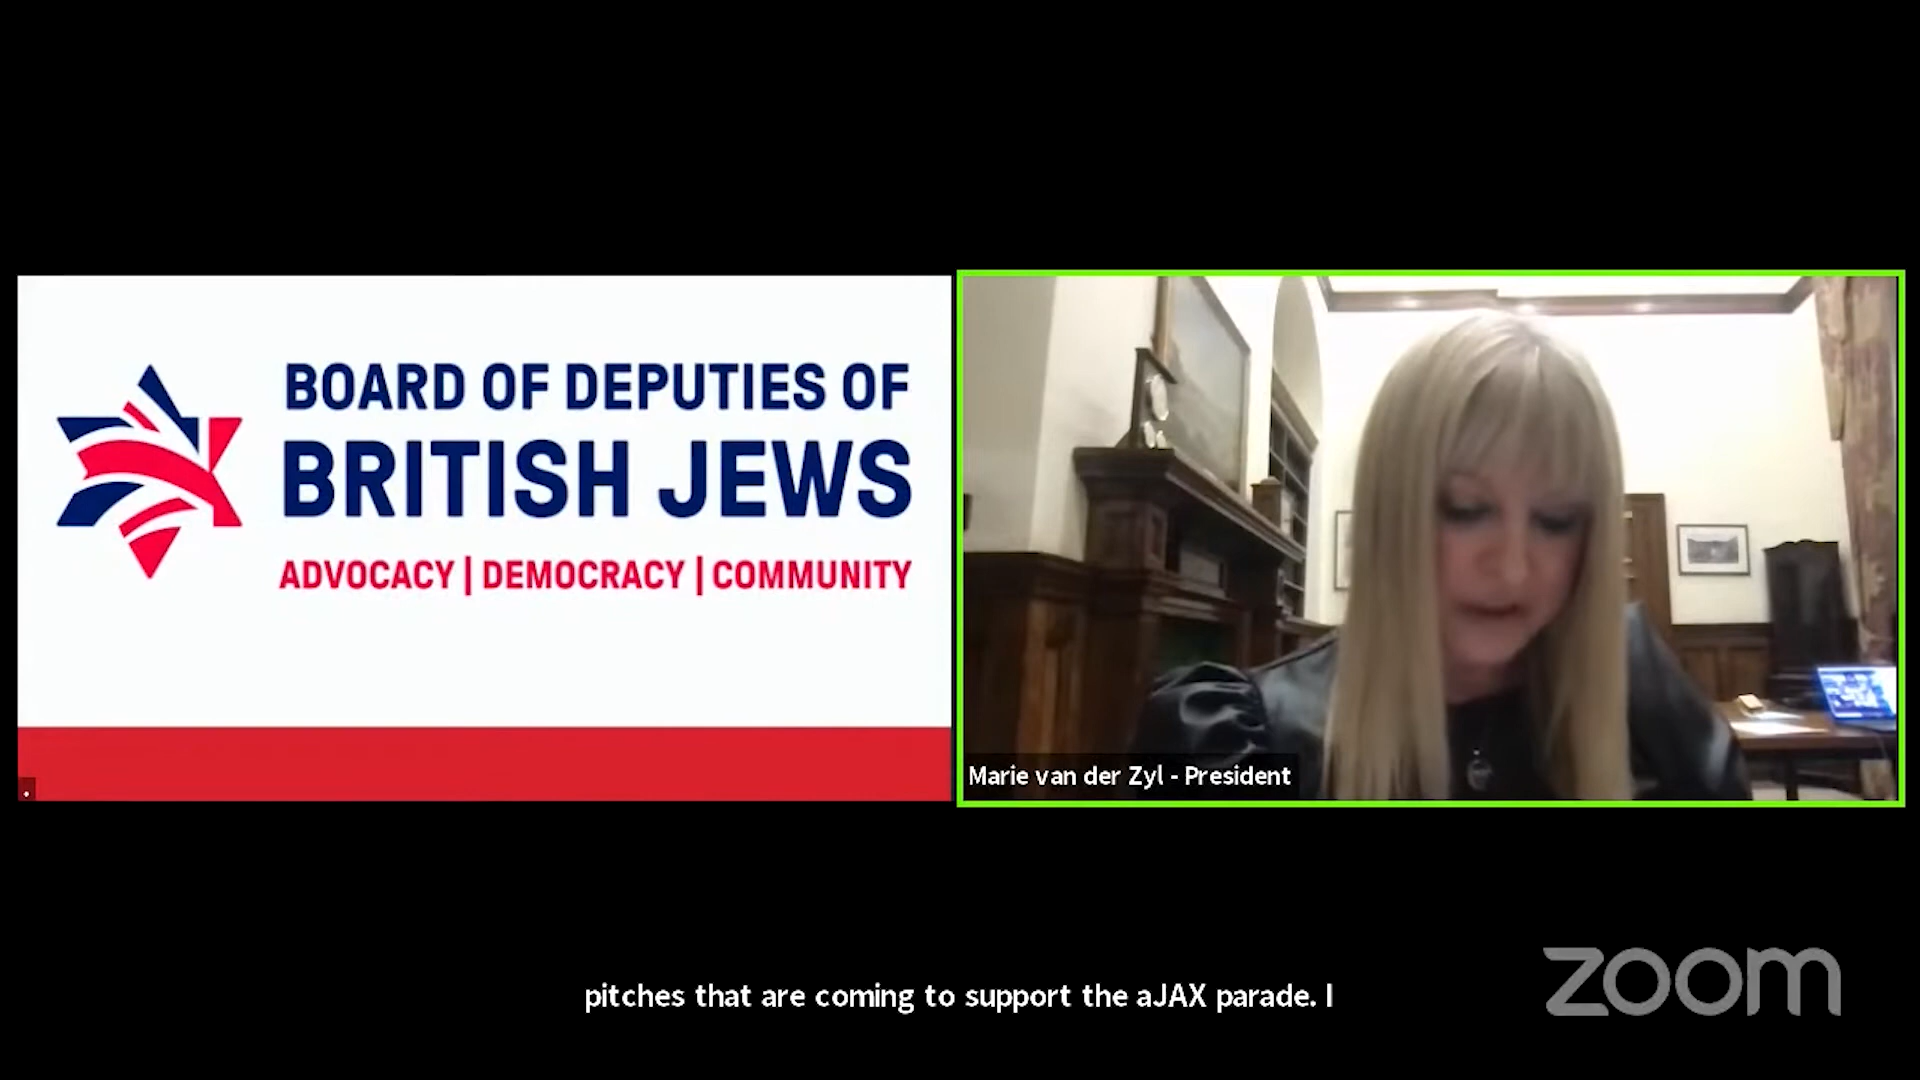 BOARD OF DEPUTIES OF
BRITISH JEWS
ADVOCACY | DEMOCRACY | COMMUNITY
Marie van der Zyl - President
pitches that are coming to support the aJAX parade. I
zoom